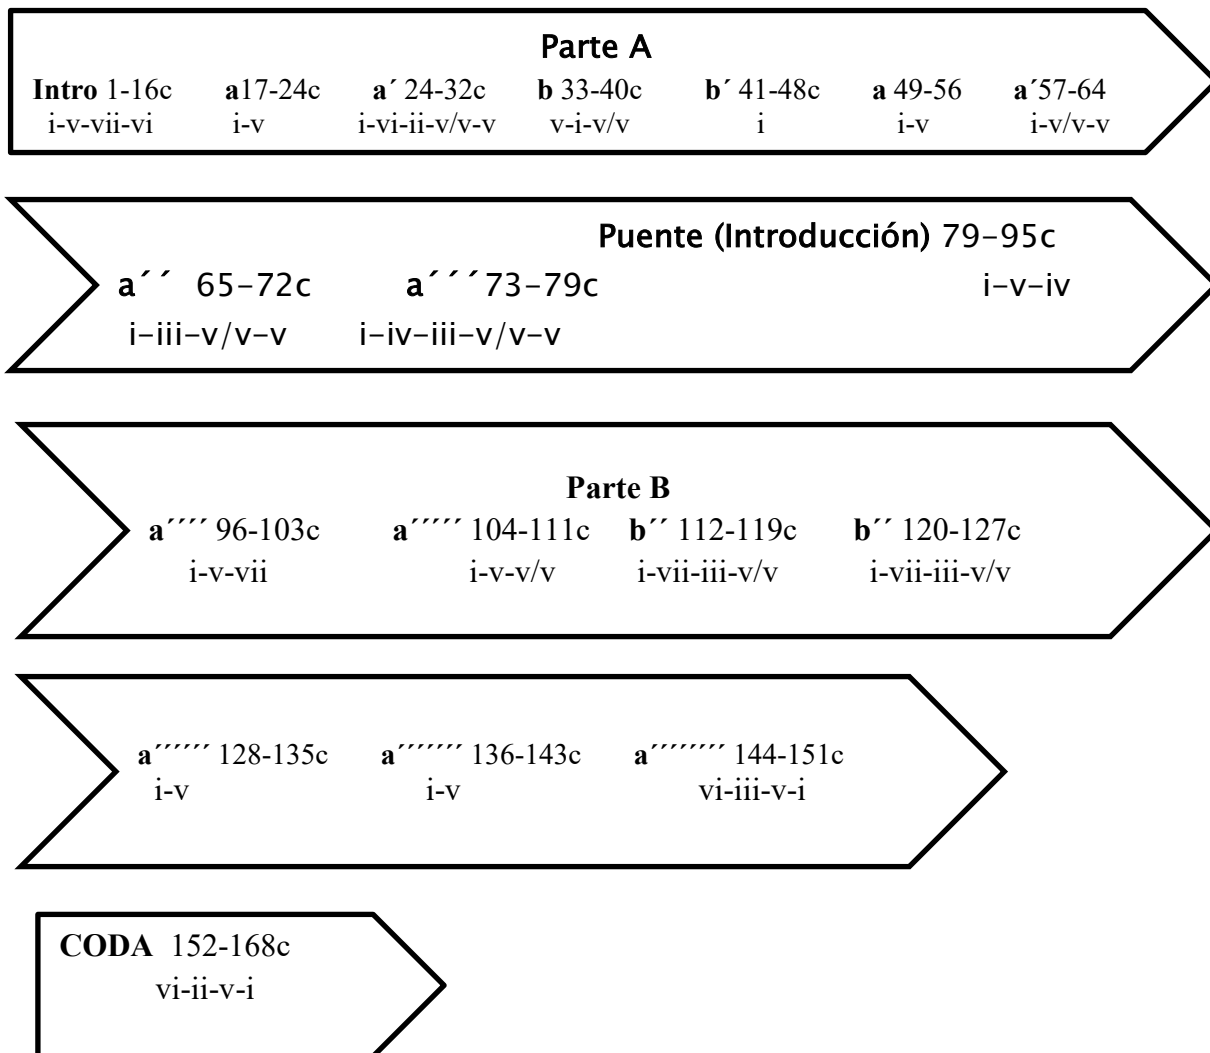 Parte A
Intro 1-16c a17-24c a´ 24-32c b 33-40c b´ 41-48c a 49-56 a´57-64
i-v-vii-vi i-v i-vi-ii-v/v-v v-i-v/v i i-v i-v/v-v
Puente (Introducción) 79-95c
a´´ 65-72c a´´´73-79c i-v-iv
i-iii-v/v-v i-iv-iii-v/v-v
Parte B
a´´´´ 96-103c a´´´´´ 104-111c b´´ 112-119c b´´ 120-127c
i-v-vii i-v-v/v i-vii-iii-v/v i-vii-iii-v/v
a´´´´´´ 128-135c a´´´´´´´ 136-143c a´´´´´´´´ 144-151c
i-v i-v vi-iii-v-i
CODA 152-168c
vi-ii-v-i